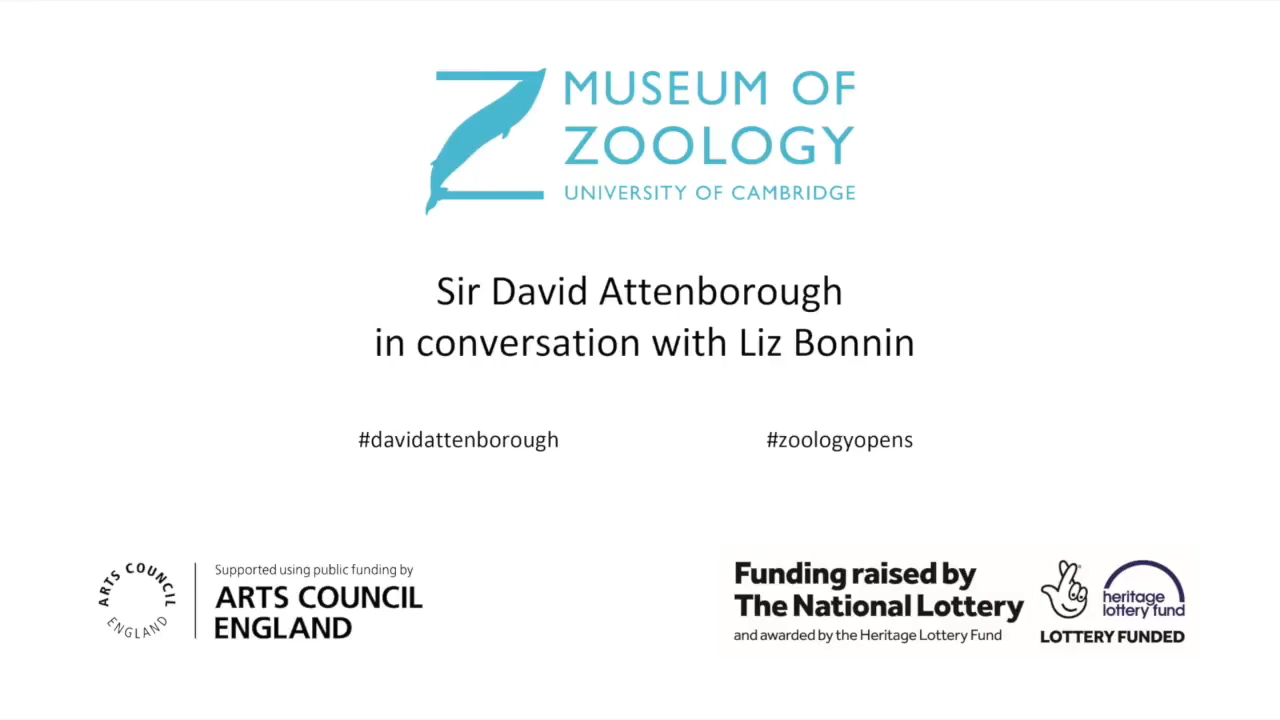 MUSEUM OF
ZOOLOGY
UNIVERSITY OF CAMBRIDGE
Sir David Attenborough
in conversation with Liz Bonnin
#davidattenborough
#zoologyopens
ARTS COUNCIL
ENGLAND
Supported using public funding by
ARTS COUNCIL
ENGLAND
Funding raised by
The National Lottery
and awarded by the Heritage Lottery Fund
heritage
lottery fund
LOTTERY FUNDED